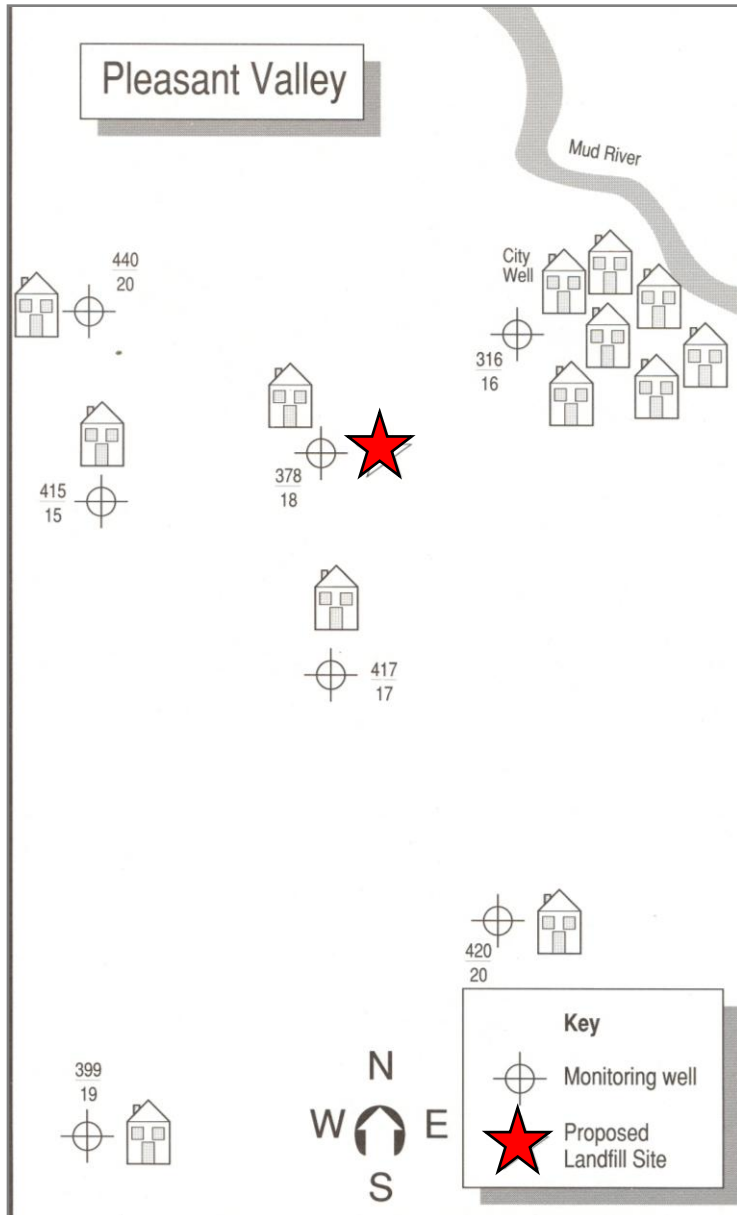 Pleasant Valley
Mud River
440
20
City
Well
316
16
378
18
415
15
417
17
420
20
399
19
N
W E
S
Key
Monitoring well
Proposed
Landfill Site